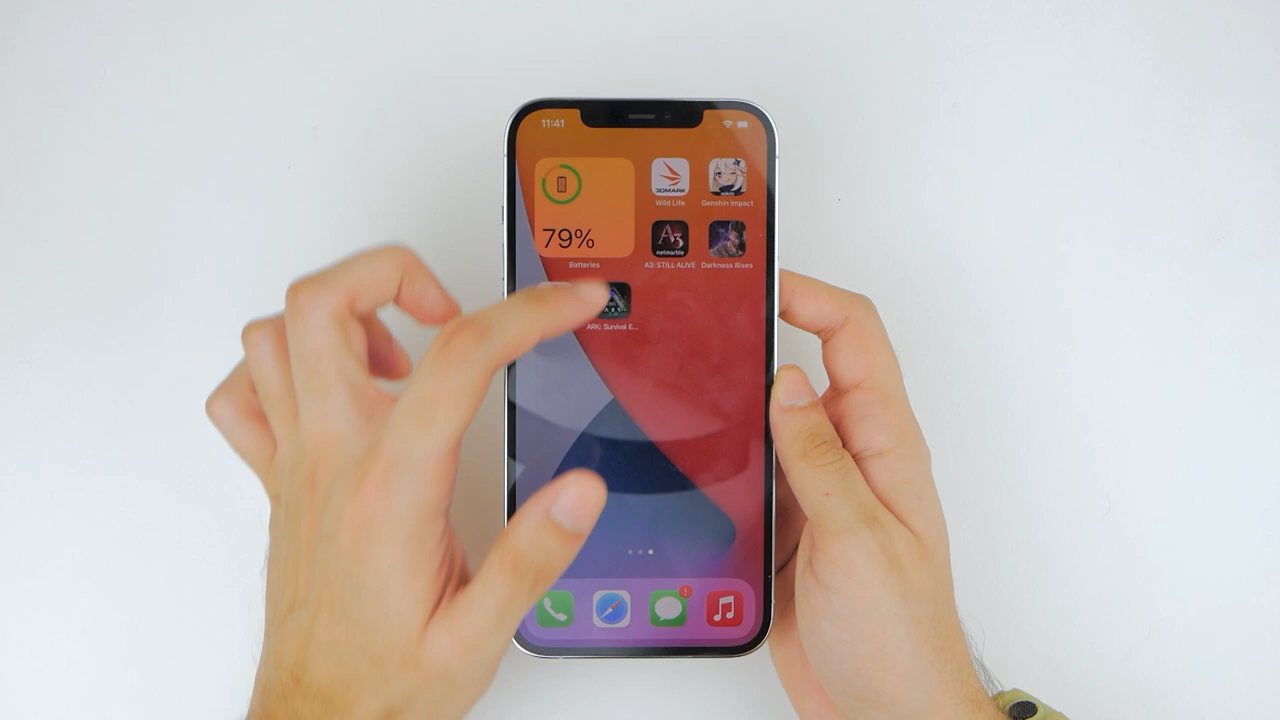 11:41
79%
Batteries
3DMARK
Wild Life
Genshin Impact
A3
netmarble
A3: STILL ALIVE
Darkness Rises
ARK: Survival E...
!